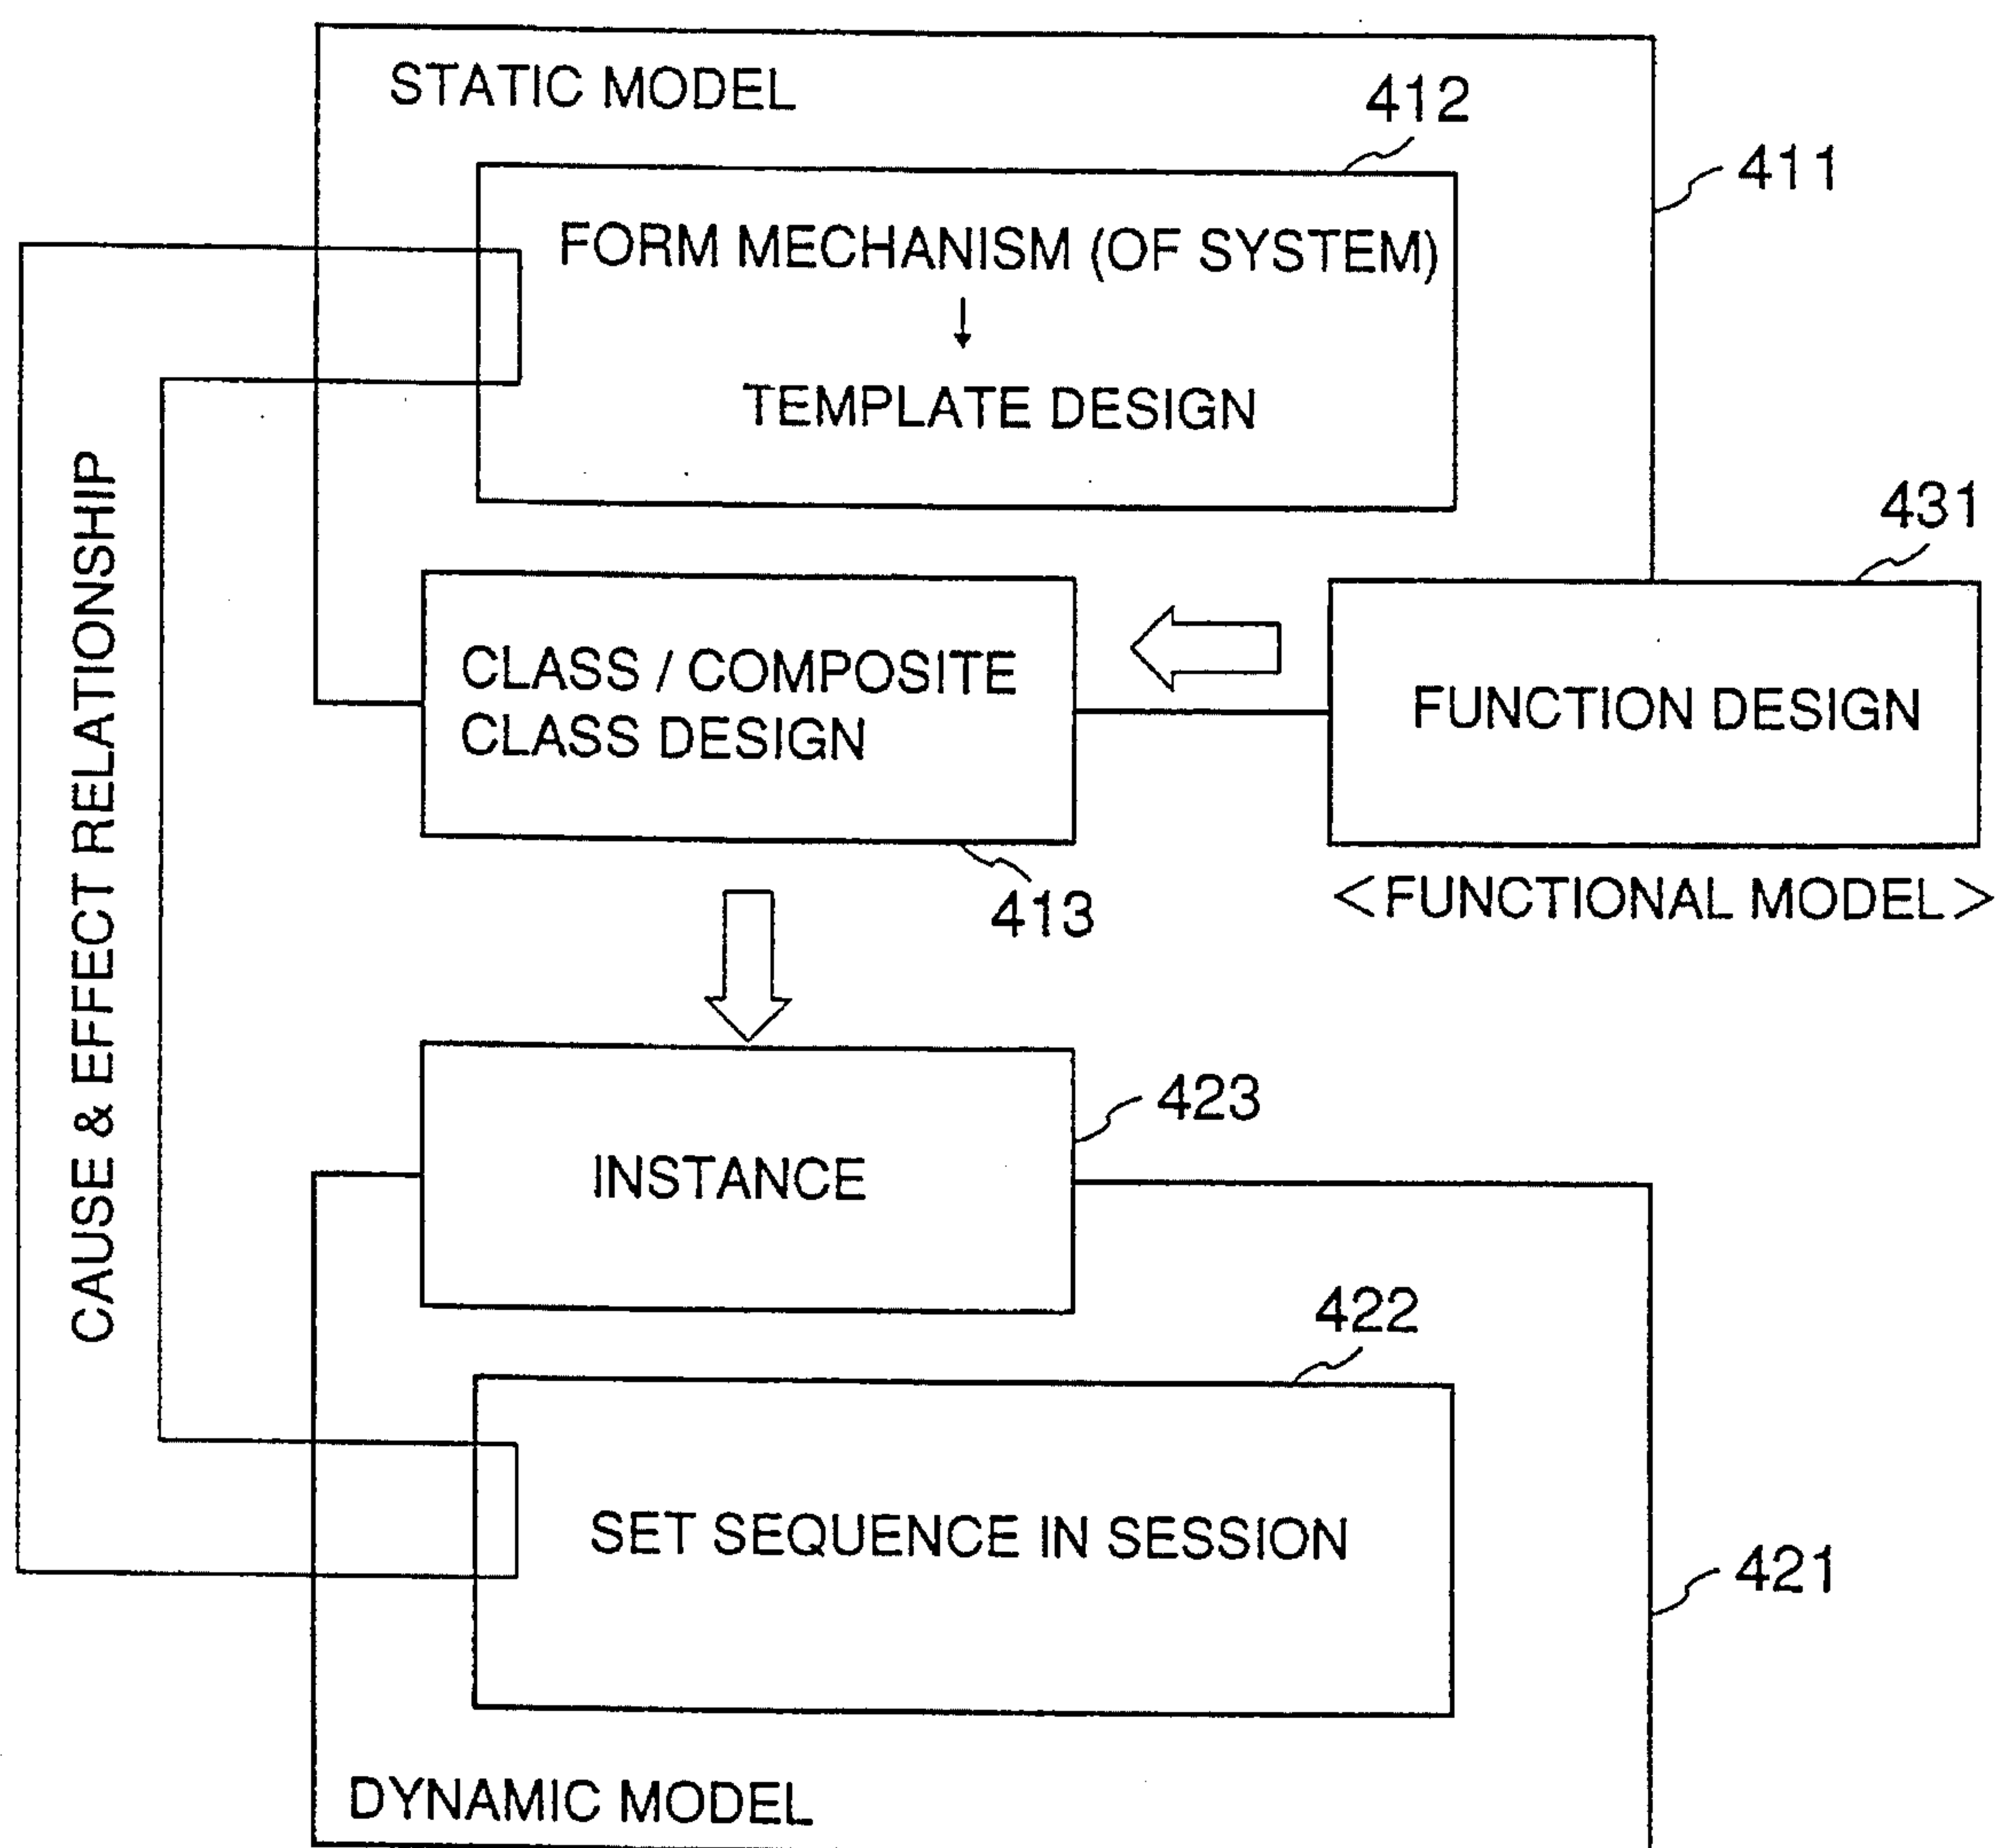 STATIC MODEL
412
411
FORM MECHANISM (OF SYSTEM)
↓
TEMPLATE DESIGN
431
CLASS / COMPOSITE
CLASS DESIGN
FUNCTION DESIGN
413
<FUNCTIONAL MODEL>
CAUSE & EFFECT RELATIONSHIP
423
INSTANCE
422
SET SEQUENCE IN SESSION
421
DYNAMIC MODEL